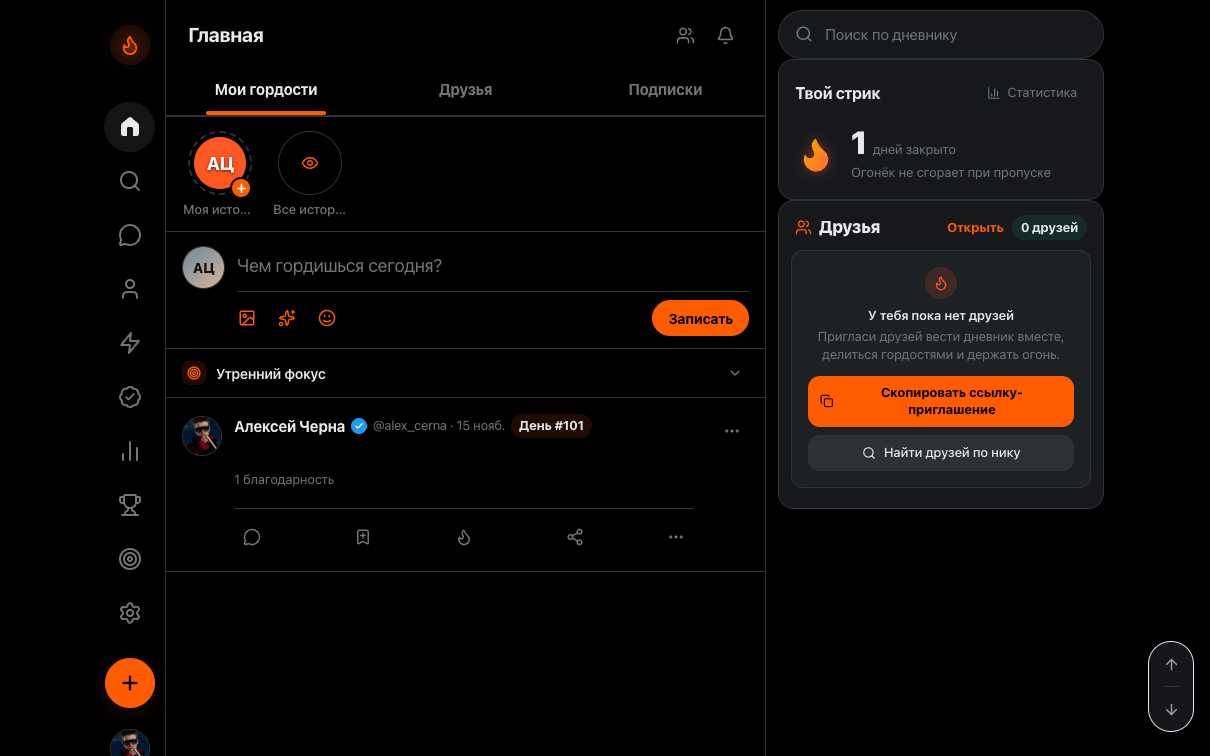 Главная
Мои гордости
Друзья
Подписки
АЦ
Моя исто...
Все истор...
АЦ
Чем гордишься сегодня?
Записать
Утренний фокус
Алексей Черна @alex_cerna · 15 нояб. День #101
1 благодарность
Поиск по дневнику
Твой стрик
Статистика
1 дней закрыто
Огонёк не сгорает при пропуске
Друзья
Открыть
0 друзей
У тебя пока нет друзей
Пригласи друзей вести дневник вместе,
делиться гордостями и держать огонь.
Скопировать ссылку-
приглашение
Найти друзей по нику